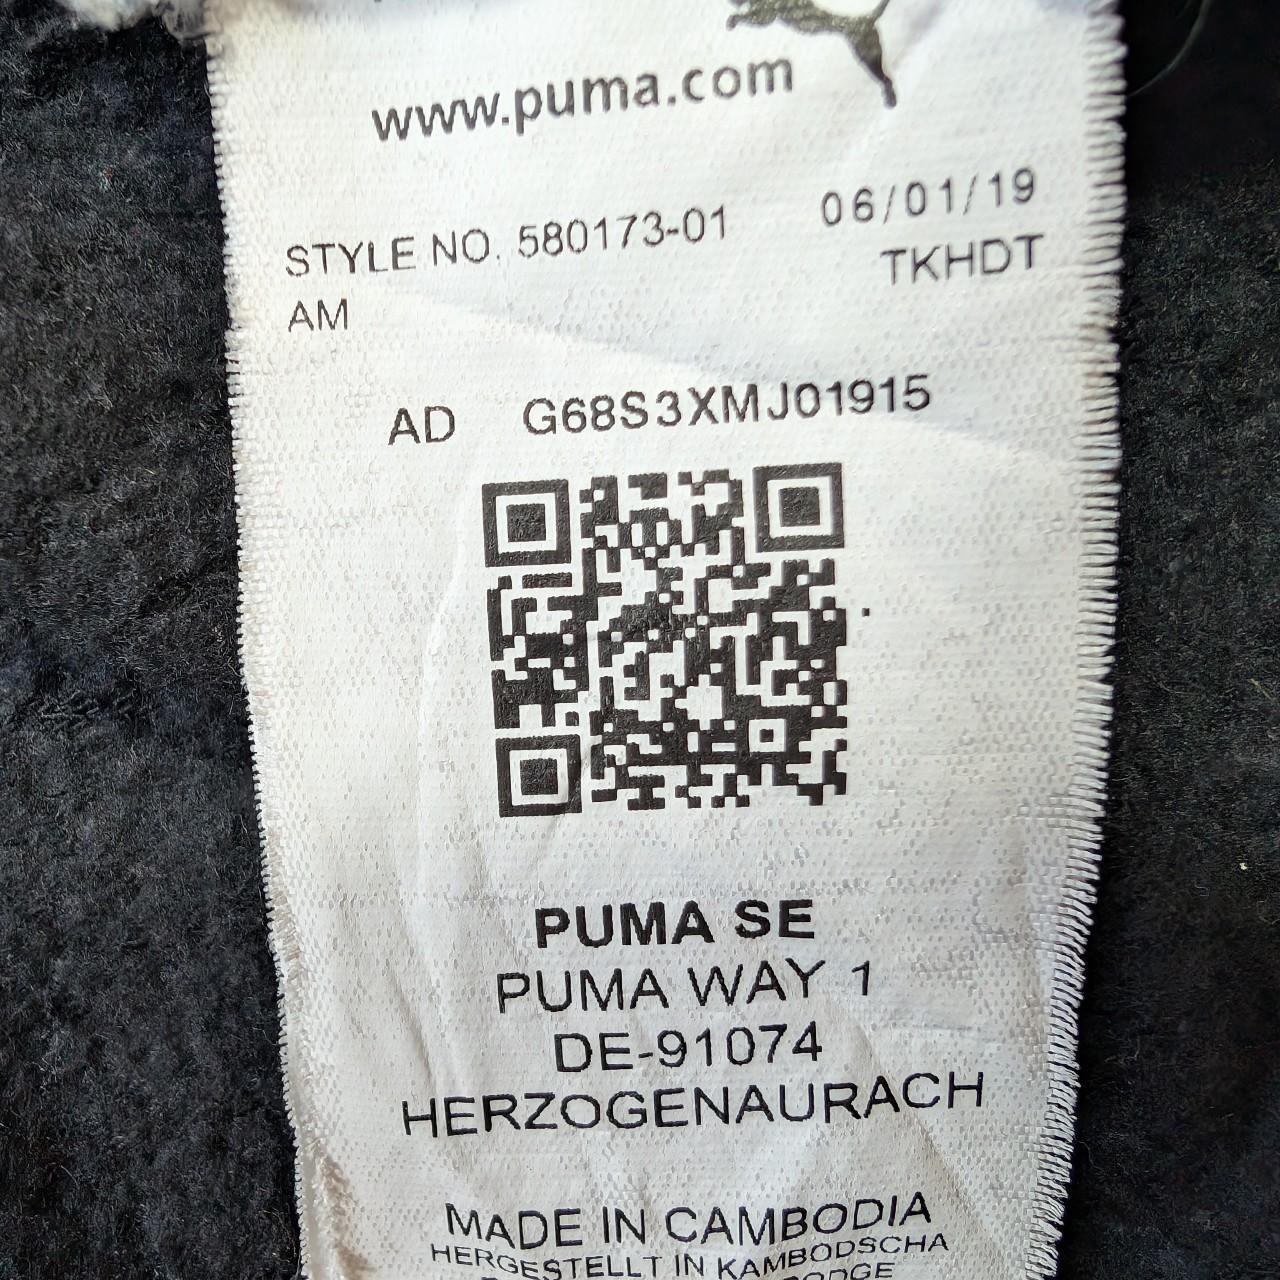 www.puma.com
STYLE NO. 580173-01 06/01/19
AM TKHDT
AD G68S3XMJ01915
PUMA SE
PUMA WAY 1
DE-91074
HERZOGENAURACH
MADE IN CAMBODIA
HERGESTELLT IN KAMBODSCHA